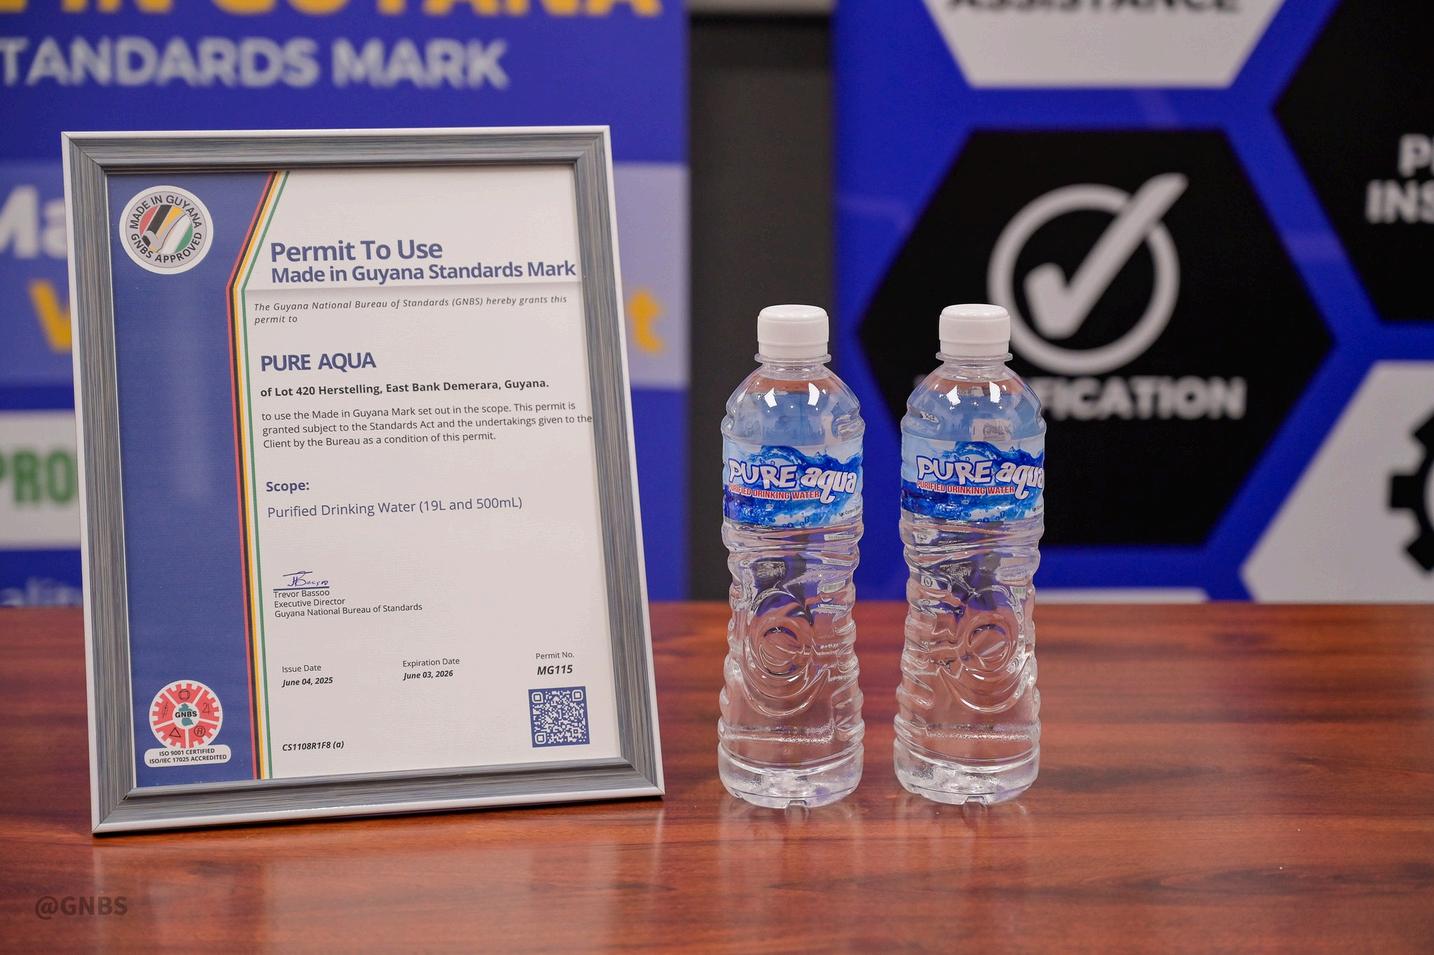 IN GUYANA
STANDARDS MARK
ASSISTANCE
MADE IN GUYANA
GNBS APPROVED
Permit To Use
Made in Guyana Standards Mark
The Guyana National Bureau of Standards (GNBS) hereby grants this
permit to
PURE AQUA
of Lot 420 Herstelling, East Bank Demerara, Guyana.
to use the Made in Guyana Mark set out in the scope. This permit is
granted subject to the Standards Act and the undertakings given to the
Client by the Bureau as a condition of this permit.
Scope:
Purified Drinking Water (19L and 500mL)
Trevor Bassoo
Executive Director
Guyana National Bureau of Standards
Issue Date
June 04, 2025
Expiration Date
June 03, 2026
Permit No.
MG115
GNBS
ISO 9001 CERTIFIED
ISO/IEC 17025 ACCREDITED
CS1108R1F8 (a)
PURE aqua
PURIFIED DRINKING WATER
PURE aqua
PURIFIED DRINKING WATER
FICATION
PRO
@GNBS